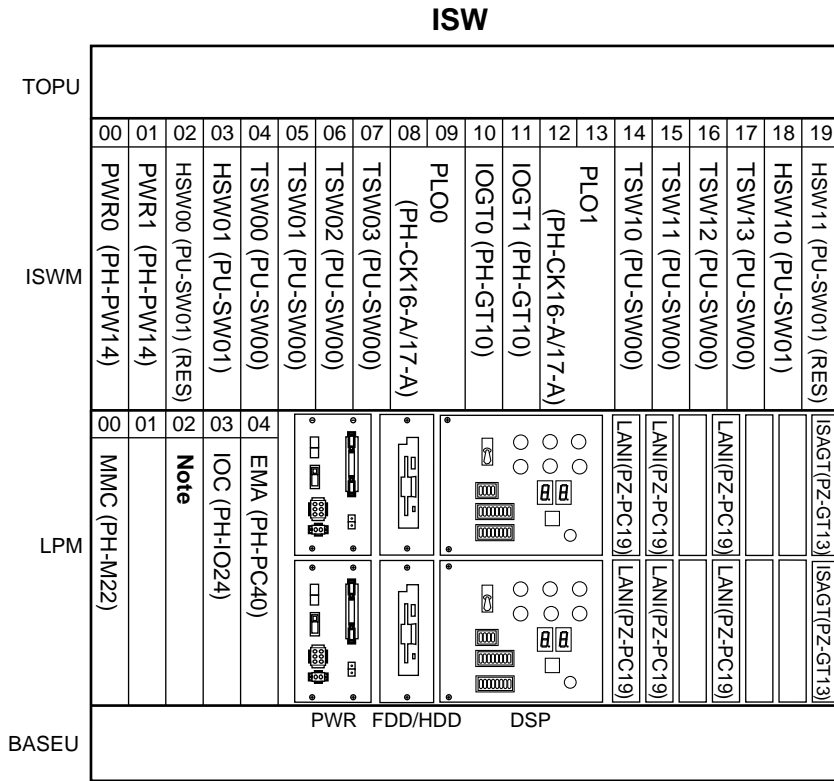 ISW
TOPU
00 01 02 03 04 05 06 07 08 09 10 11 12 13 14 15 16 17 18 19
ISWM
PWR0 (PH-PW14)
PWR1 (PH-PW14)
HSW00 (PU-SW01) (RES)
HSW01 (PU-SW01)
TSW00 (PU-SW00)
TSW01 (PU-SW00)
TSW02 (PU-SW00)
TSW03 (PU-SW00)
PLO0
(PH-CK16-A/17-A)
IOGT0 (PH-GT10)
IOGT1 (PH-GT10)
PLO1
(PH-CK16-A/17-A)
TSW10 (PU-SW00)
TSW11 (PU-SW00)
TSW12 (PU-SW00)
TSW13 (PU-SW00)
HSW10 (PU-SW01)
HSW11 (PU-SW01) (RES)
LPM
00 01 02 03 04
MMC (PH-M22)
Note
IOC (PH-IO24)
EMA (PH-PC40)
8.8.
LANI(PZ-PC19)
LANI(PZ-PC19)
LANI(PZ-PC19)
ISAGT(PZ-GT13)
8.8.
LANI(PZ-PC19)
LANI(PZ-PC19)
LANI(PZ-PC19)
ISAGT(PZ-GT13)
PWR FDD/HDD DSP
BASEU